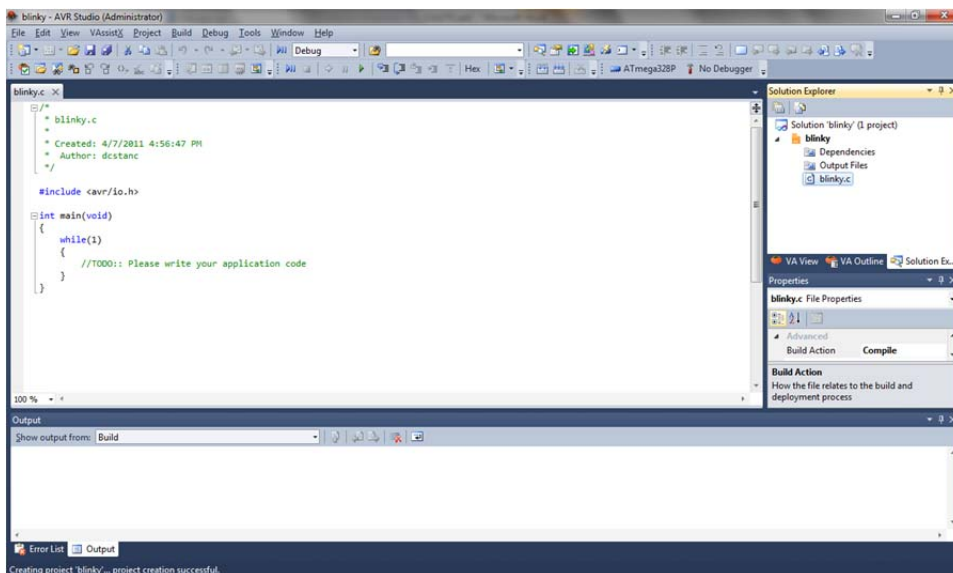 blinky - AVR Studio (Administrator)
File Edit View VAssistX Project Build Debug Tools Window Help
Debug
Hex ATmega328P No Debugger
blinky.c
/*
* blinky.c
*
* Created: 4/7/2011 4:56:47 PM
* Author: dcstanc
*/
#include <avr/io.h>
int main(void)
{
while(1)
{
//TODO:: Please write your application code
}
}
100 %
Solution Explorer
Solution 'blinky' (1 project)
blinky
Dependencies
Output Files
blinky.c
VA View VA Outline Solution Ex...
Properties
blinky.c File Properties
Advanced
Build Action Compile
Build Action
How the file relates to the build and
deployment process
Output
Show output from: Build
Error List Output
Creating project 'blinky'... project creation successful.